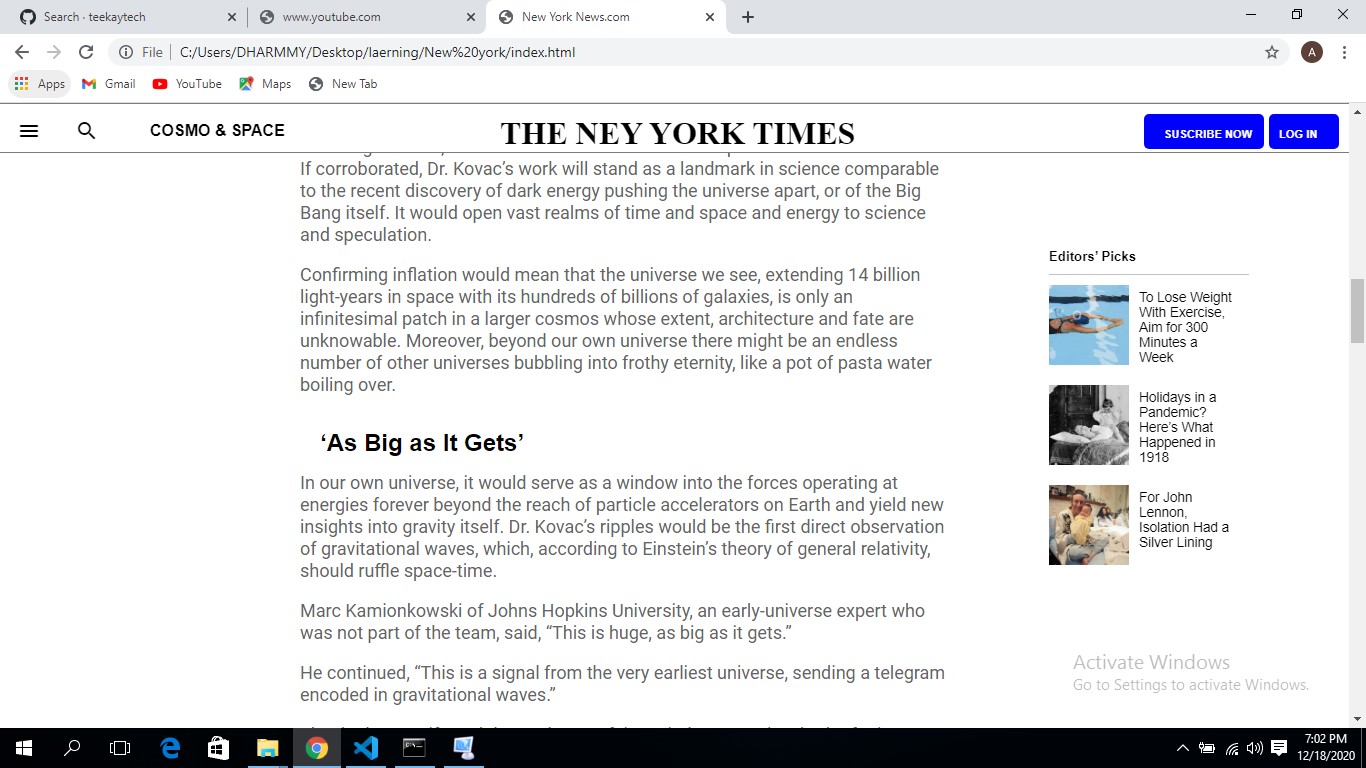 Search · teekaytech
www.youtube.com
New York News.com
File
C:/Users/DHARMMY/Desktop/laerning/New%20york/index.html
A
Apps
Gmail
YouTube
Maps
New Tab
COSMO & SPACE
THE NEY YORK TIMES
SUSCRIBE NOW
LOG IN
If corroborated, Dr. Kovac’s work will stand as a landmark in science comparable
to the recent discovery of dark energy pushing the universe apart, or of the Big
Bang itself. It would open vast realms of time and space and energy to science
and speculation.
Confirming inflation would mean that the universe we see, extending 14 billion
light-years in space with its hundreds of billions of galaxies, is only an
infinitesimal patch in a larger cosmos whose extent, architecture and fate are
unknowable. Moreover, beyond our own universe there might be an endless
number of other universes bubbling into frothy eternity, like a pot of pasta water
boiling over.
‘As Big as It Gets’
In our own universe, it would serve as a window into the forces operating at
energies forever beyond the reach of particle accelerators on Earth and yield new
insights into gravity itself. Dr. Kovac’s ripples would be the first direct observation
of gravitational waves, which, according to Einstein’s theory of general relativity,
should ruffle space-time.
Marc Kamionkowski of Johns Hopkins University, an early-universe expert who
was not part of the team, said, “This is huge, as big as it gets.”
He continued, “This is a signal from the very earliest universe, sending a telegram
encoded in gravitational waves.”
Editors’ Picks
To Lose Weight
With Exercise,
Aim for 300
Minutes a
Week
Holidays in a
Pandemic?
Here’s What
Happened in
1918
For John
Lennon,
Isolation Had a
Silver Lining
Activate Windows
Go to Settings to activate Windows.
7:02 PM
12/18/2020